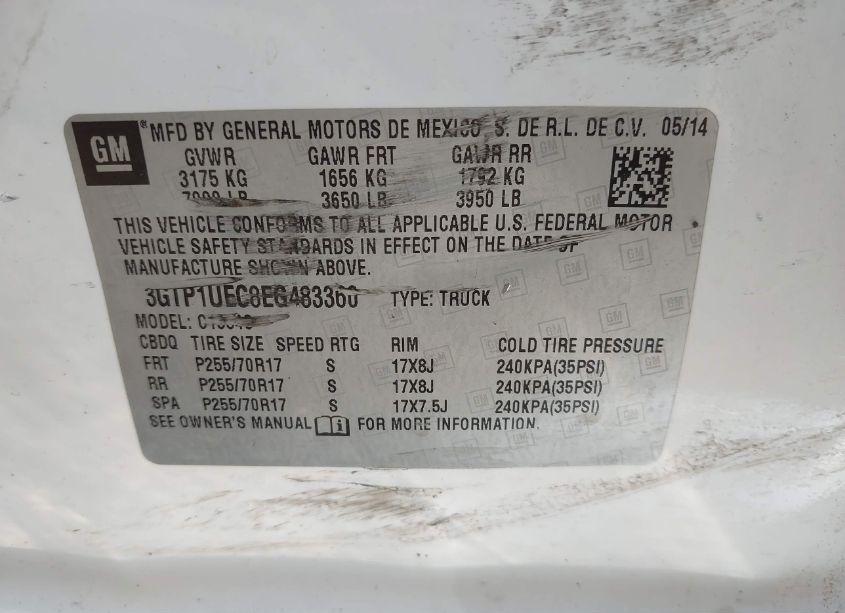 GM ® MFD BY GENERAL MOTORS DE MEXICO S. DE R.L. DE C.V. 05/14
GVWR GAWR FRT GAWR RR
3175 KG 1656 KG 1792 KG
7000 LB 3650 LB 3950 LB
THIS VEHICLE CONFORMS TO ALL APPLICABLE U.S. FEDERAL MOTOR
VEHICLE SAFETY STANDARDS IN EFFECT ON THE DATE OF
MANUFACTURE SHOWN ABOVE.
3GTP1UEC8EG483360 TYPE: TRUCK
MODEL:
CBDQ TIRE SIZE SPEED RTG RIM COLD TIRE PRESSURE
FRT P255/70R17 S 17X8J 240KPA(35PSI)
RR P255/70R17 S 17X8J 240KPA(35PSI)
SPA P255/70R17 S 17X7.5J 240KPA(35PSI)
SEE OWNER'S MANUAL FOR MORE INFORMATION.